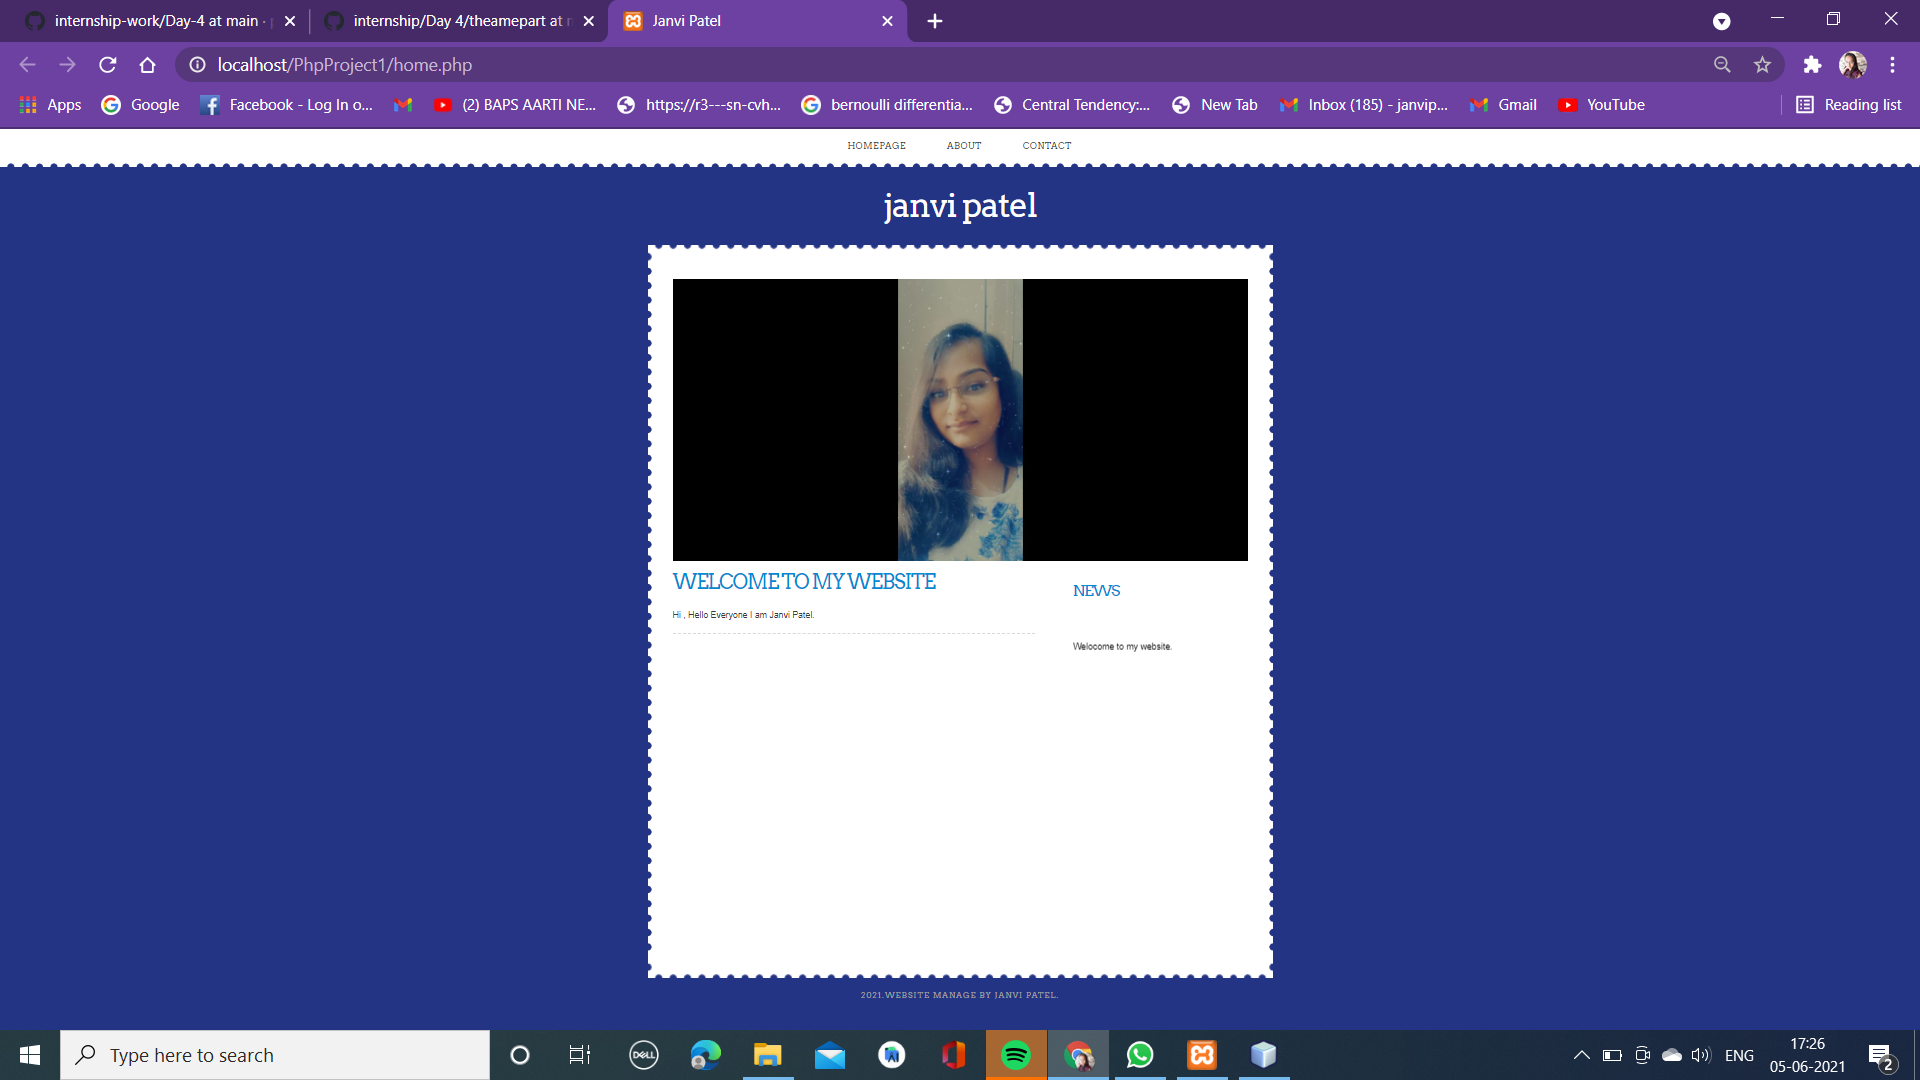 internship-work/Day-4 at main ·
internship/Day 4/theamepart at
Janvi Patel
localhost/PhpProject1/home.php
Apps
Google
Facebook - Log In o...
(2) BAPS AARTI NE...
https://r3---sn-cvh...
bernoulli differentia...
Central Tendency:...
New Tab
Inbox (185) - janvip...
Gmail
YouTube
Reading list
HOMEPAGE ABOUT CONTACT
janvi patel
WELCOME TO MY WEBSITE
Hi , Hello Everyone I am Janvi Patel.
NEWS
Welocome to my website.
2021.WEBSITE MANAGE BY JANVI PATEL.
Type here to search
DELL
ENG
17:26
05-06-2021
2